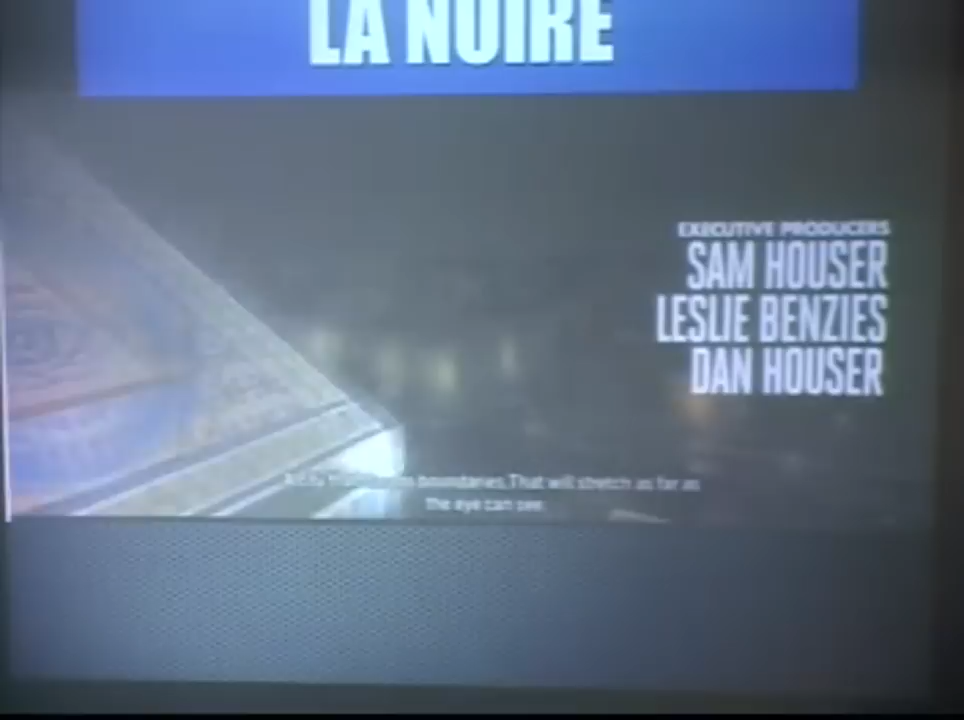 LA NOIRE
EXECUTIVE PRODUCERS
SAM HOUSER
LESLIE BENZIES
DAN HOUSER
boundaries. That will stretch as far as
the eye can see.